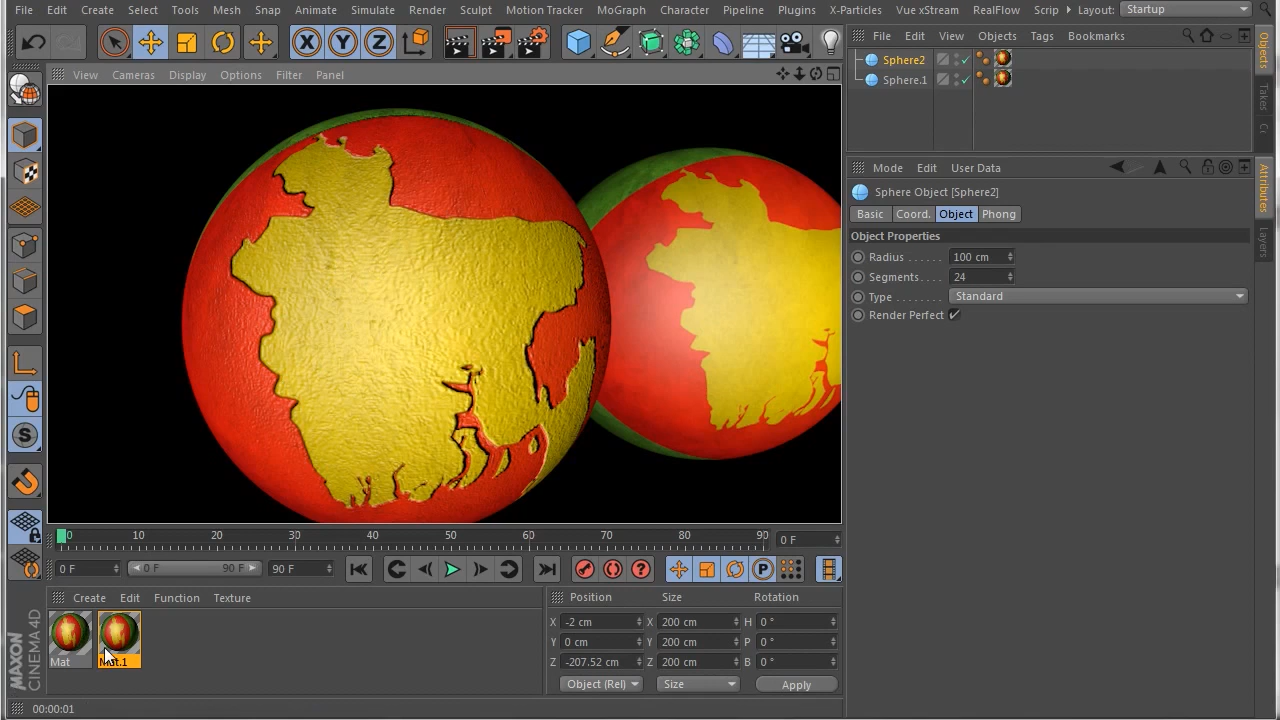 File Edit Create Select Tools Mesh Snap Animate Simulate Render Sculpt Motion Tracker MoGraph Character Pipeline Plugins X-Particles Vue xStream RealFlow Scrip Layout: Startup
X Y Z
File Edit View Objects Tags Bookmarks
Sphere2
Sphere.1
Objects
Takes
View Cameras Display Options Filter Panel
Mode Edit User Data
Sphere Object [Sphere2]
Basic Coord. Object Phong
Object Properties
Radius . . . . . . 100 cm
Segments. . . . 24
Type . . . . . . . . Standard
Render Perfect
Attributes
Layers
S
0 10 20 30 40 50 60 70 80 90 0 F
0 F 0 F 90 F 90 F
P
Create Edit Function Texture
Mat
Position Size Rotation
X -2 cm X 200 cm H 0 °
Y 0 cm Y 200 cm P 0 °
Z -207.52 cm Z 200 cm B 0 °
Object (Rel) Size Apply
MAXON
CINEMA4D
00:00:01